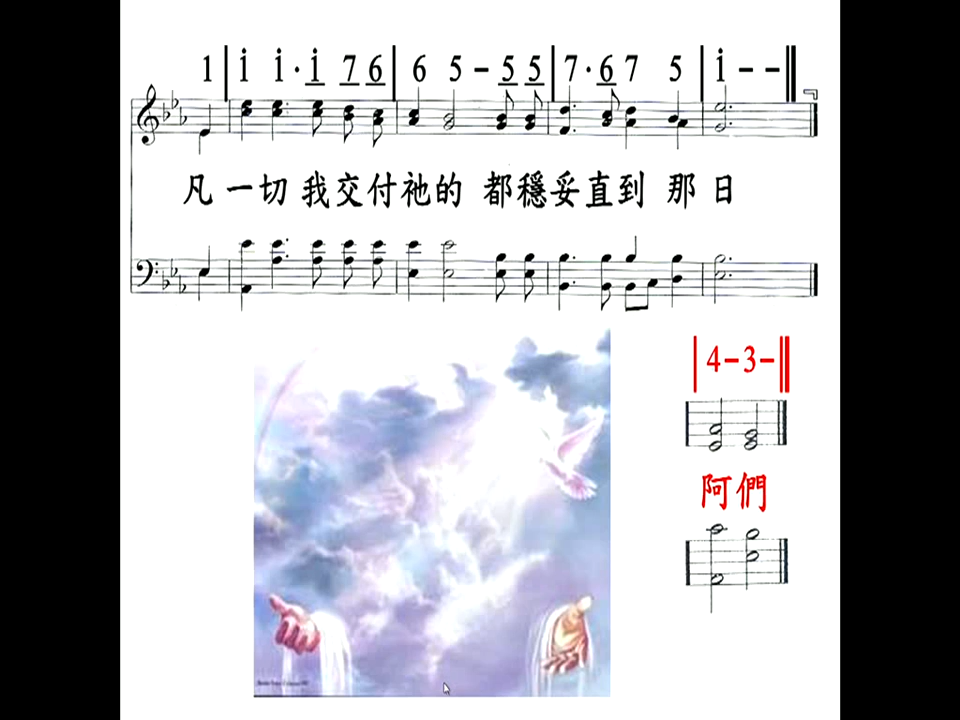 1 | i̇ i̇ · i̇ 7 6 | 6 5 – 5 5 | 7 · 6 7 5 | i̇ – – ‖
凡 一切 我交付祂的 都穩妥直到 那 日
| 4 – 3 – ‖
阿們